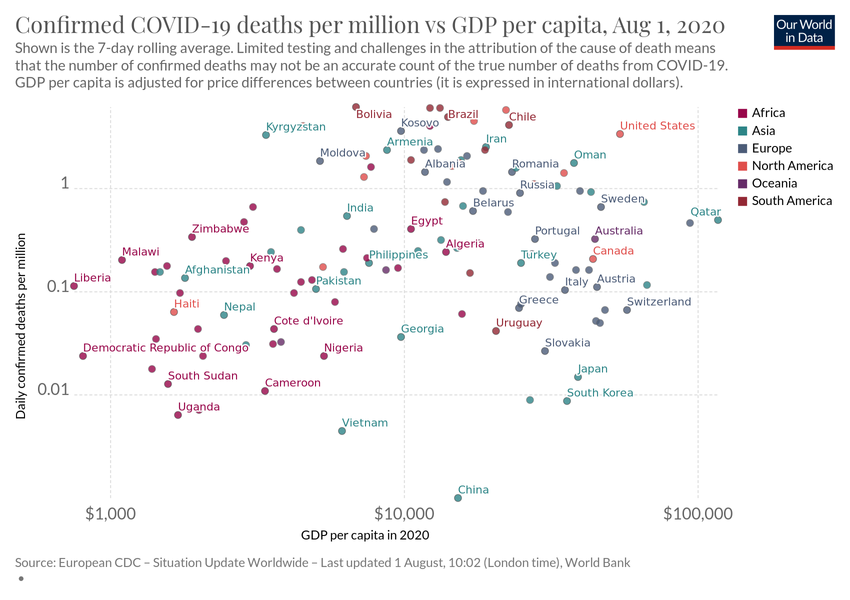 Confirmed COVID-19 deaths per million vs GDP per capita, Aug 1, 2020
Our World
in Data
Shown is the 7-day rolling average. Limited testing and challenges in the attribution of the cause of death means
that the number of confirmed deaths may not be an accurate count of the true number of deaths from COVID-19.
GDP per capita is adjusted for price differences between countries (it is expressed in international dollars).
Africa
Asia
Europe
North America
Oceania
South America
Daily confirmed deaths per million
1
0.1
0.01
Bolivia
Brazil
Chile
Kosovo
Kyrgyzstan
United States
Armenia
Iran
Moldova
Albania
Romania
Oman
Russia
Belarus
Sweden
Qatar
India
Zimbabwe
Egypt
Portugal
Australia
Malawi
Kenya
Algeria
Philippines
Turkey
Canada
Liberia
Afghanistan
Pakistan
Italy
Austria
Haiti
Nepal
Greece
Switzerland
Cote d'Ivoire
Georgia
Uruguay
Democratic Republic of Congo
Nigeria
Slovakia
South Sudan
Cameroon
Japan
South Korea
Uganda
Vietnam
China
$1,000
$10,000
$100,000
GDP per capita in 2020
Source: European CDC – Situation Update Worldwide – Last updated 1 August, 10:02 (London time), World Bank